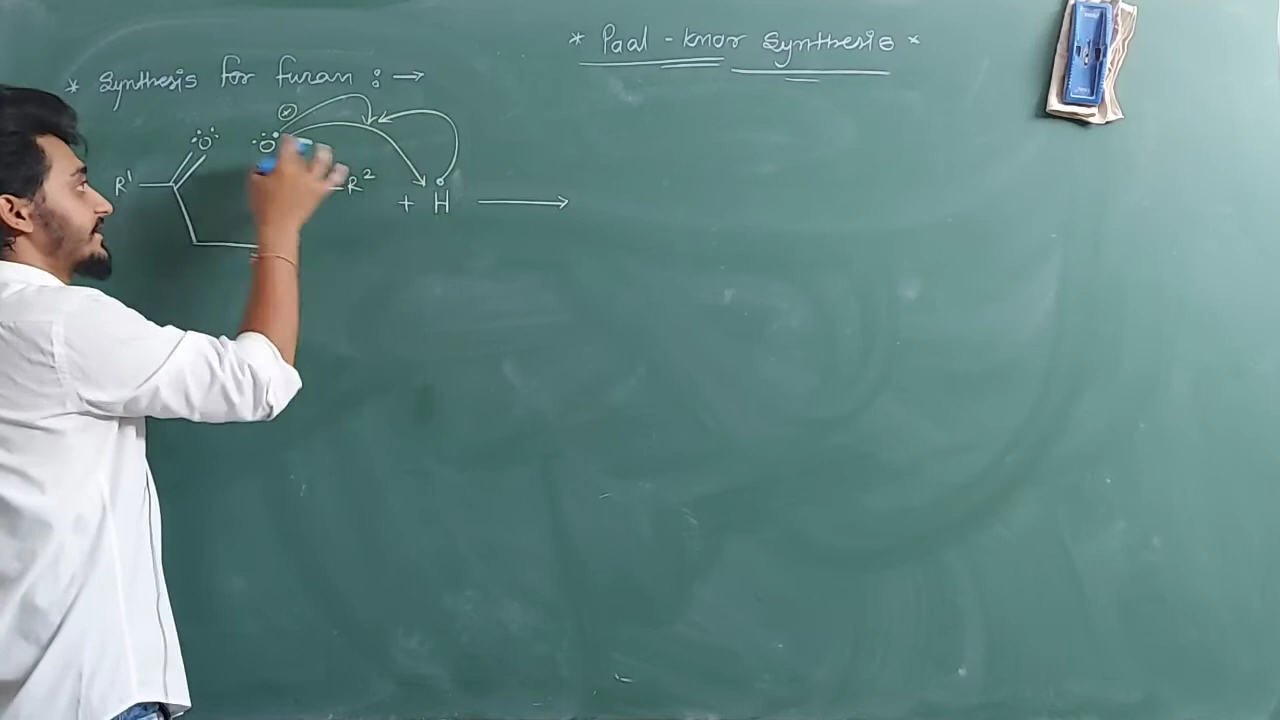 * Paal - knor synthesis *
* Synthesis for furan : →
R¹ O O R² + H →